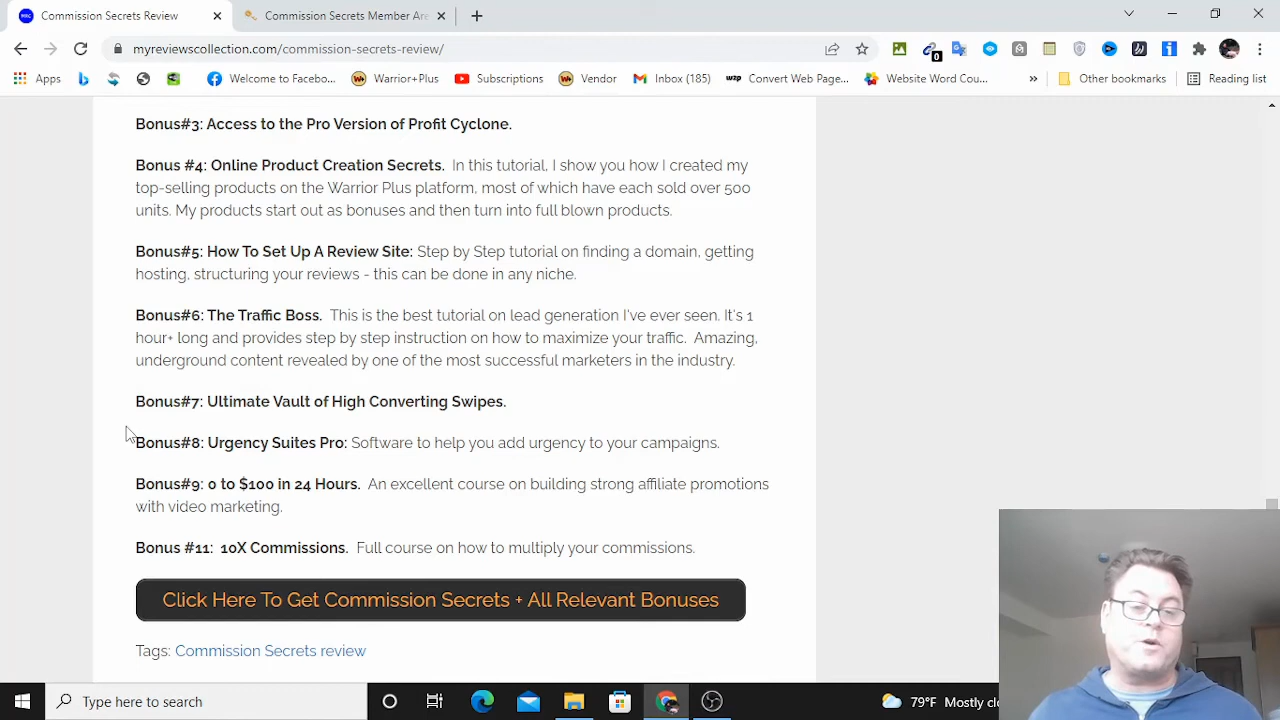 Commission Secrets Review
Commission Secrets Member Are
myreviewscollection.com/commission-secrets-review/
0
Apps
Welcome to Facebo...
Warrior+Plus
Subscriptions
Vendor
Inbox (185)
wzp Convert Web Page...
Website Word Cou...
»
Other bookmarks
Reading list
Bonus#3: Access to the Pro Version of Profit Cyclone.
Bonus #4: Online Product Creation Secrets. In this tutorial, I show you how I created my
top-selling products on the Warrior Plus platform, most of which have each sold over 500
units. My products start out as bonuses and then turn into full blown products.
Bonus#5: How To Set Up A Review Site: Step by Step tutorial on finding a domain, getting
hosting, structuring your reviews - this can be done in any niche.
Bonus#6: The Traffic Boss. This is the best tutorial on lead generation I've ever seen. It's 1
hour+ long and provides step by step instruction on how to maximize your traffic. Amazing,
underground content revealed by one of the most successful marketers in the industry.
Bonus#7: Ultimate Vault of High Converting Swipes.
Bonus#8: Urgency Suites Pro: Software to help you add urgency to your campaigns.
Bonus#9: 0 to $100 in 24 Hours. An excellent course on building strong affiliate promotions
with video marketing.
Bonus #11: 10X Commissions. Full course on how to multiply your commissions.
Click Here To Get Commission Secrets + All Relevant Bonuses
Tags: Commission Secrets review
Type here to search
79°F Mostly clo